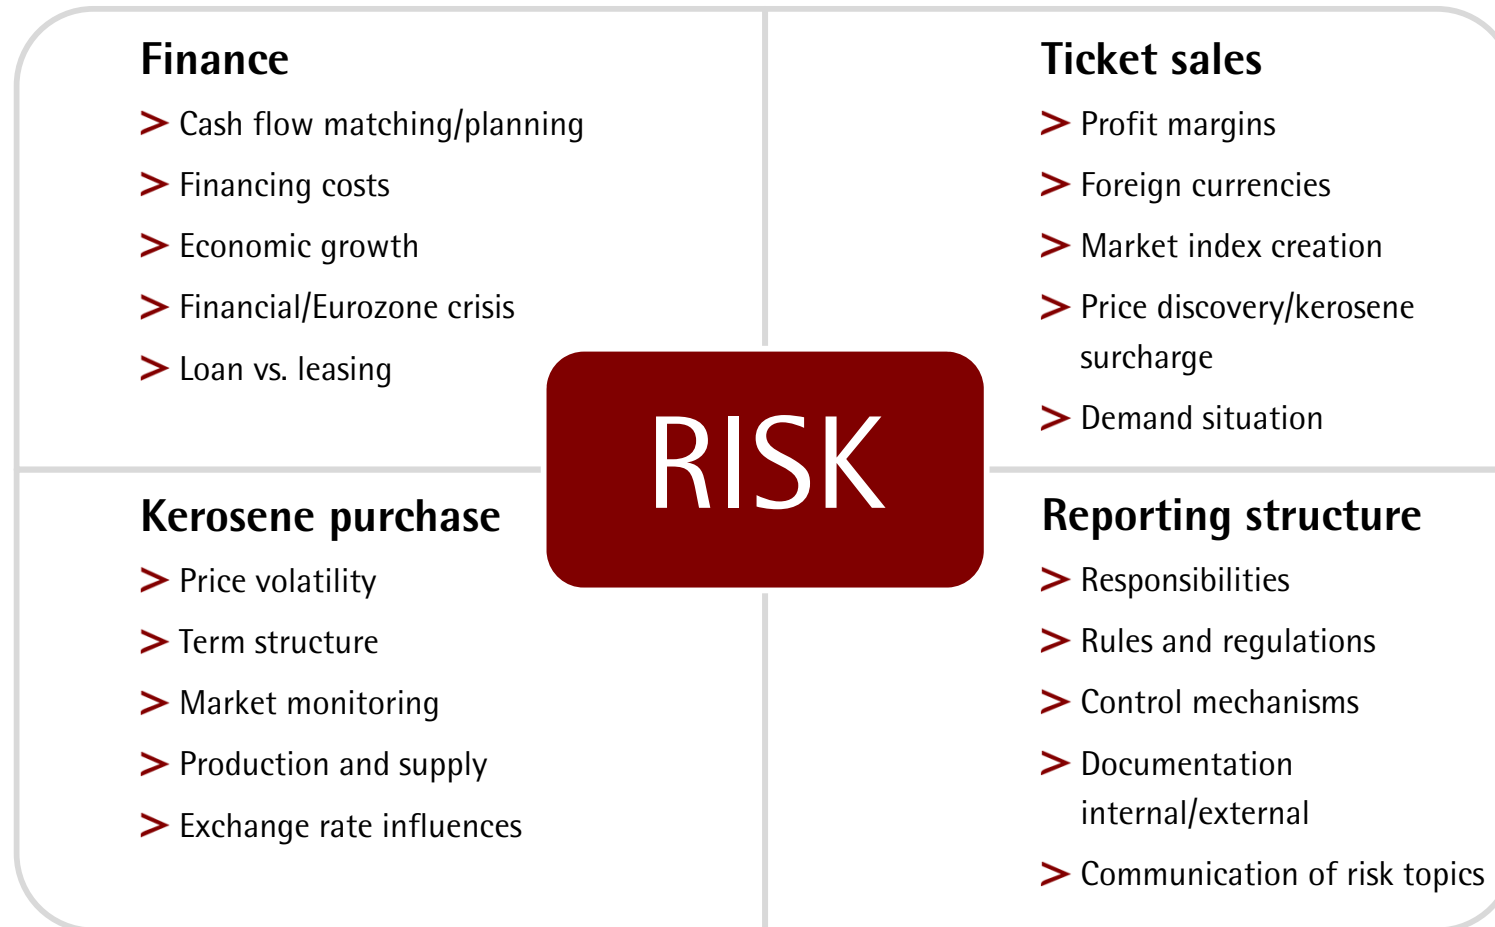 Finance
> Cash flow matching/planning
> Financing costs
> Economic growth
> Financial/Eurozone crisis
> Loan vs. leasing
Ticket sales
> Profit margins
> Foreign currencies
> Market index creation
> Price discovery/kerosene
surcharge
> Demand situation
RISK
Kerosene purchase
> Price volatility
> Term structure
> Market monitoring
> Production and supply
> Exchange rate influences
Reporting structure
> Responsibilities
> Rules and regulations
> Control mechanisms
> Documentation
internal/external
> Communication of risk topics